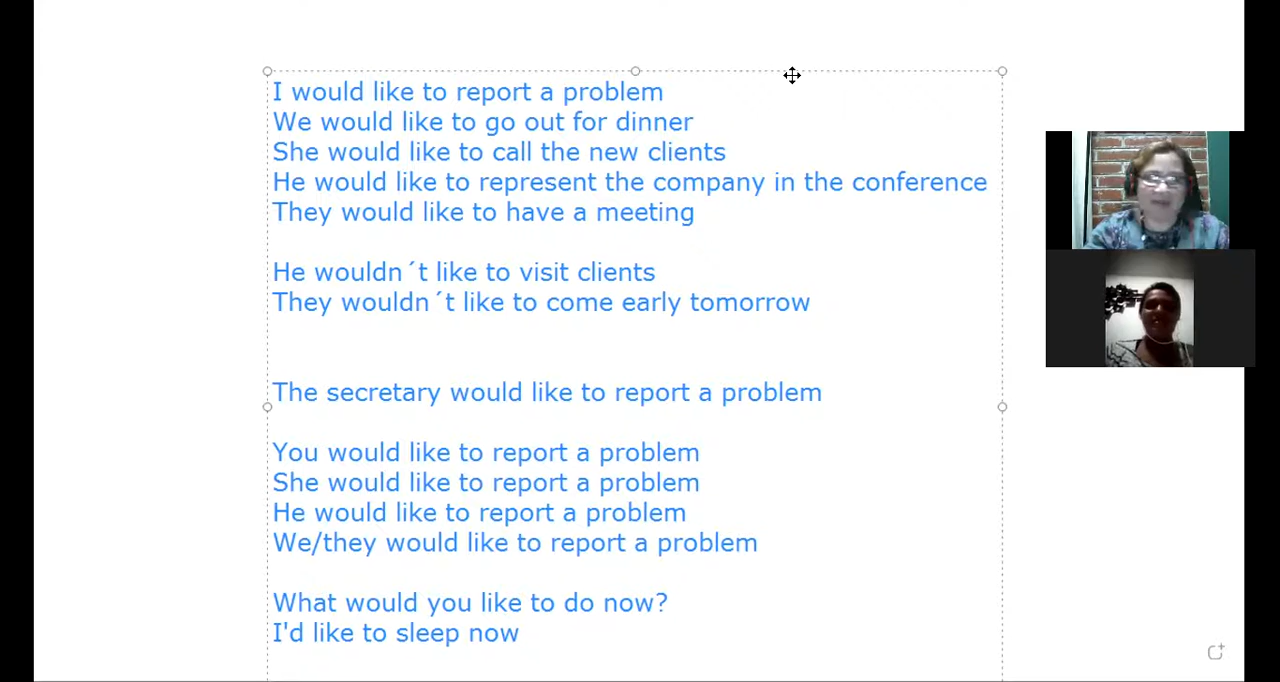 I would like to report a problem
We would like to go out for dinner
She would like to call the new clients
He would like to represent the company in the conference
They would like to have a meeting
He wouldn´t like to visit clients
They wouldn´t like to come early tomorrow
The secretary would like to report a problem
You would like to report a problem
She would like to report a problem
He would like to report a problem
We/they would like to report a problem
What would you like to do now?
I'd like to sleep now